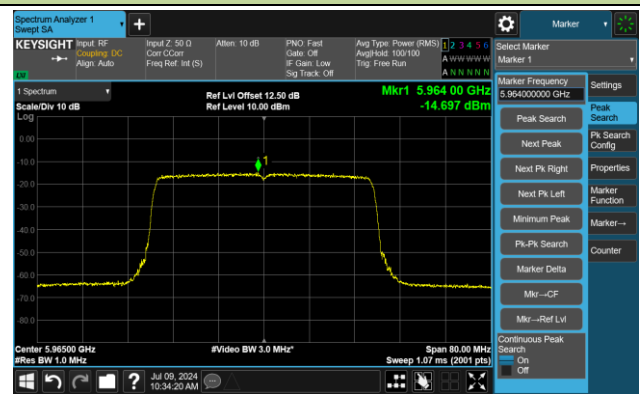 Spectrum Analyzer 1
Swept SA
Marker
KEYSIGHT
Input: RF
Coupling: DC
Align: Auto
Input Z: 50 Ω
Corr CCorr
Freq Ref: Int (S)
Atten: 10 dB
PNO: Fast
Gate: Off
IF Gain: Low
Sig Track: Off
Avg Type: Power (RMS)
Avg|Hold: 100/100
Trig: Free Run
1 2 3 4 5 6
A W W W W W
A N N N N N
Select Marker
Marker 1
LXI
1 Spectrum
Scale/Div 10 dB
Ref Lvl Offset 12.50 dB
Ref Level 10.00 dBm
Mkr1 5.964 00 GHz
-14.697 dBm
Log
0.00
-10.0
-20.0
-30.0
-40.0
-50.0
-60.0
-70.0
-80.0
1
Center 5.96500 GHz
#Res BW 1.0 MHz
#Video BW 3.0 MHz*
Span 80.00 MHz
Sweep 1.07 ms (2001 pts)
Marker Frequency
5.964000000 GHz
Peak Search
Next Peak
Next Pk Right
Next Pk Left
Minimum Peak
Pk-Pk Search
Marker Delta
Mkr→CF
Mkr→Ref Lvl
Continuous Peak
Search
On
Off
Settings
Peak
Search
Pk Search
Config
Properties
Marker
Function
Marker→
Counter
?
Jul 09, 2024
10:34:20 AM